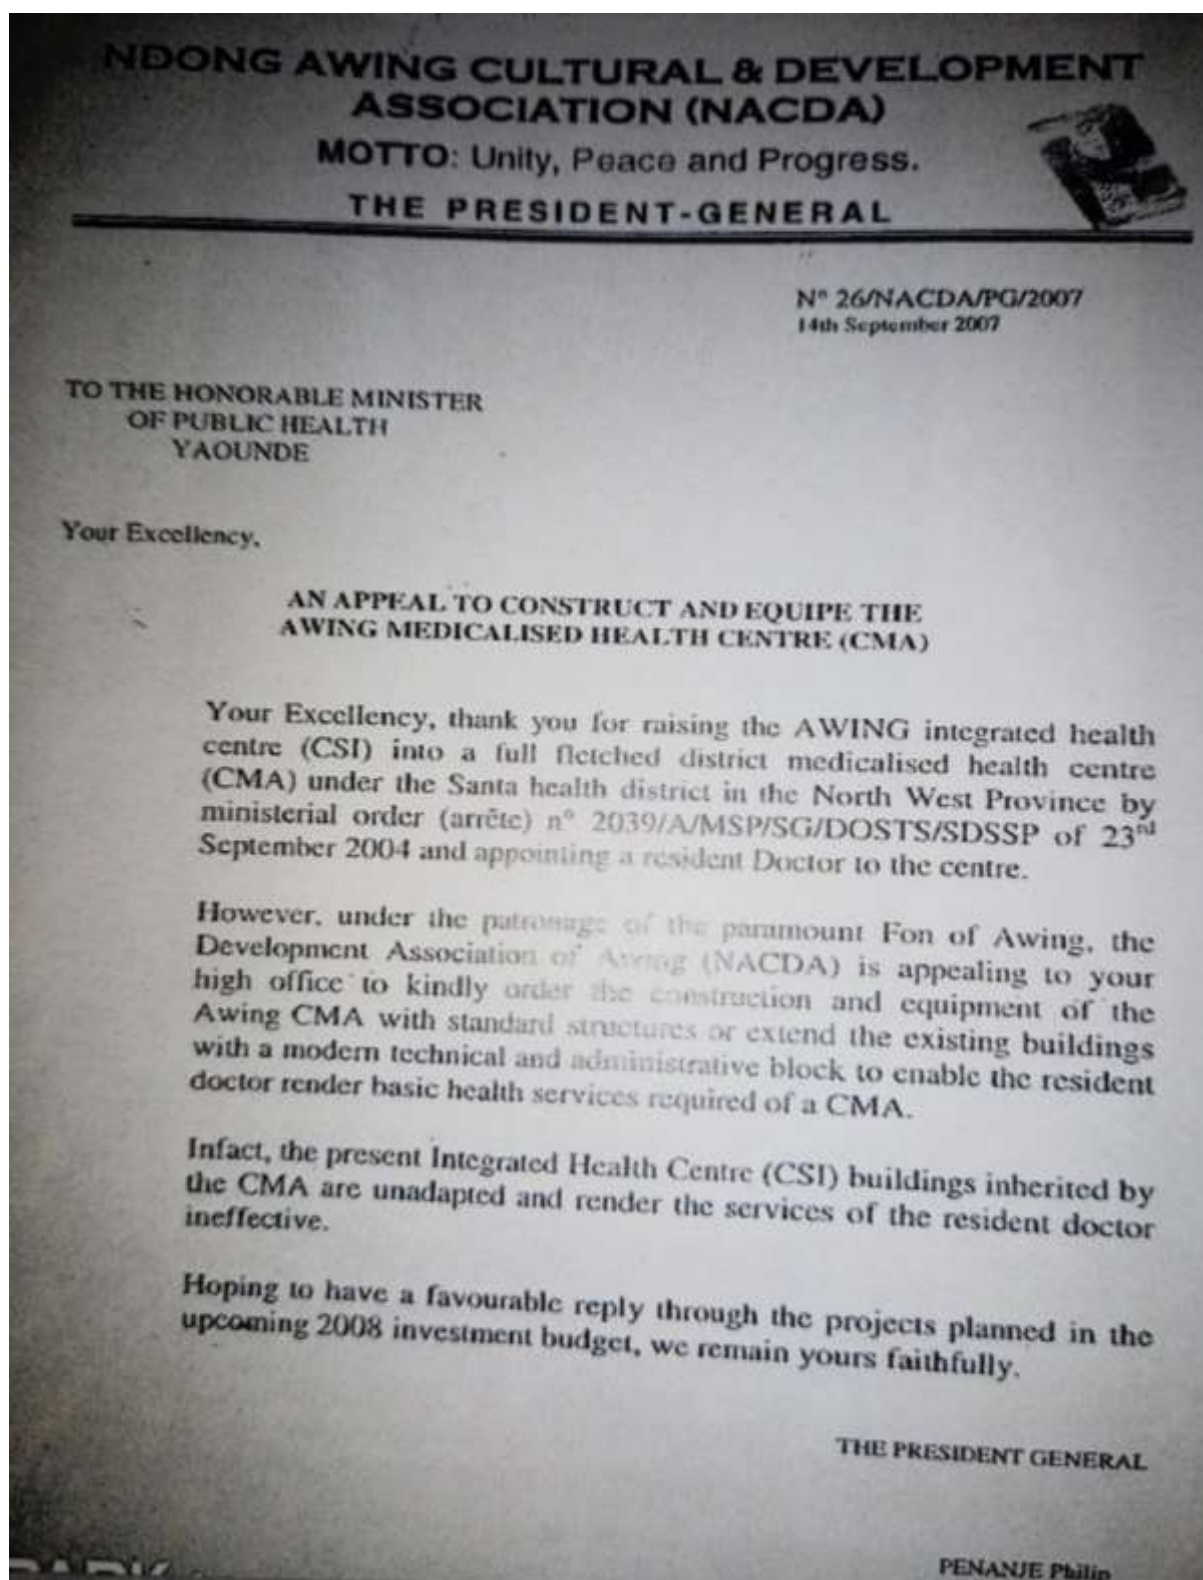 NDONG AWING CULTURAL & DEVELOPMENT
ASSOCIATION (NACDA)
MOTTO: Unity, Peace and Progress.
THE PRESIDENT-GENERAL
N° 26/NACDA/PG/2007
14th September 2007
TO THE HONORABLE MINISTER
OF PUBLIC HEALTH
YAOUNDE
Your Excellency,
AN APPEAL TO CONSTRUCT AND EQUIPE THE
AWING MEDICALISED HEALTH CENTRE (CMA)
Your Excellency, thank you for raising the AWING integrated health
centre (CSI) into a full fletched district medicalised health centre
(CMA) under the Santa health district in the North West Province by
ministerial order (arrête) n° 2039/A/MSP/SG/DOSTS/SDSSP of 23rd
September 2004 and appointing a resident Doctor to the centre.
However, under the patronage of the paramount Fon of Awing, the
Development Association of Awing (NACDA) is appealing to your
high office to kindly order the construction and equipment of the
Awing CMA with standard structures or extend the existing buildings
with a modern technical and administrative block to enable the resident
doctor render basic health services required of a CMA.
Infact, the present Integrated Health Centre (CSI) buildings inherited by
the CMA are unadapted and render the services of the resident doctor
ineffective.
Hoping to have a favourable reply through the projects planned in the
upcoming 2008 investment budget, we remain yours faithfully.
THE PRESIDENT GENERAL
PENANJE Philip